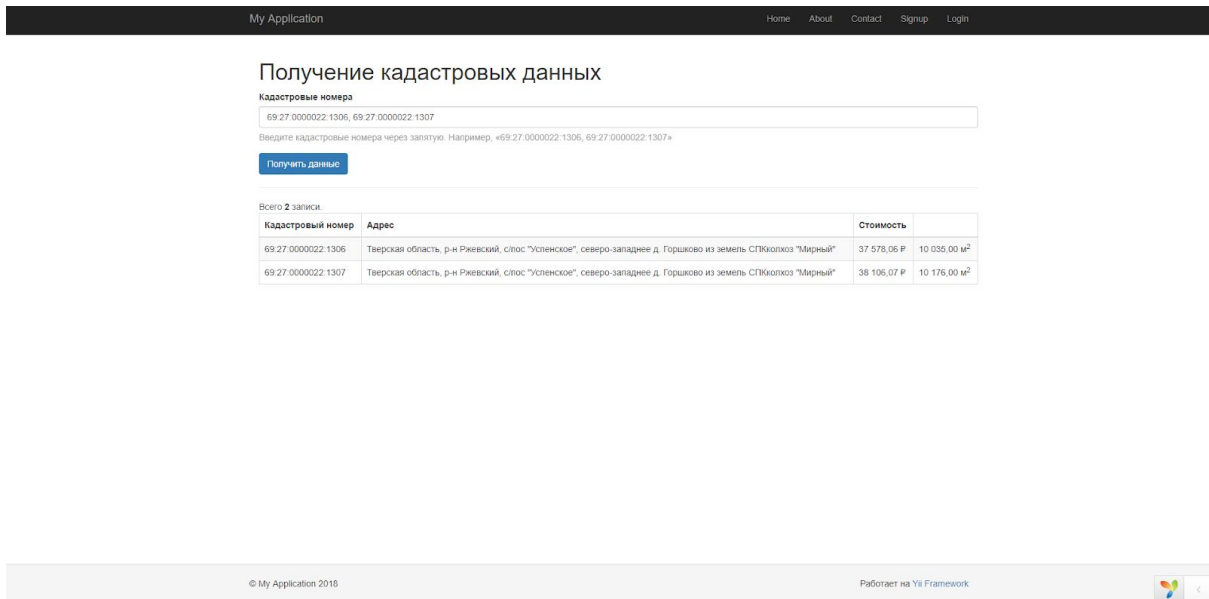 My Application Home About Contact Signup Login
Получение кадастровых данных
Кадастровые номера
69:27:0000022:1306, 69:27:0000022:1307
Введите кадастровые номера через запятую. Например, «69:27:0000022:1306, 69:27:0000022:1307»
Получить данные
Всего 2 записи.
Кадастровый номер Адрес Стоимость
69:27:0000022:1306 Тверская область, р-н Ржевский, с/пос "Успенское", северо-западнее д. Горшково из земель СПКколхоз "Мирный" 37 578,06 ₽ 10 035,00 м²
69:27:0000022:1307 Тверская область, р-н Ржевский, с/пос "Успенское", северо-западнее д. Горшково из земель СПКколхоз "Мирный" 38 106,07 ₽ 10 176,00 м²
© My Application 2018 Работает на Yii Framework